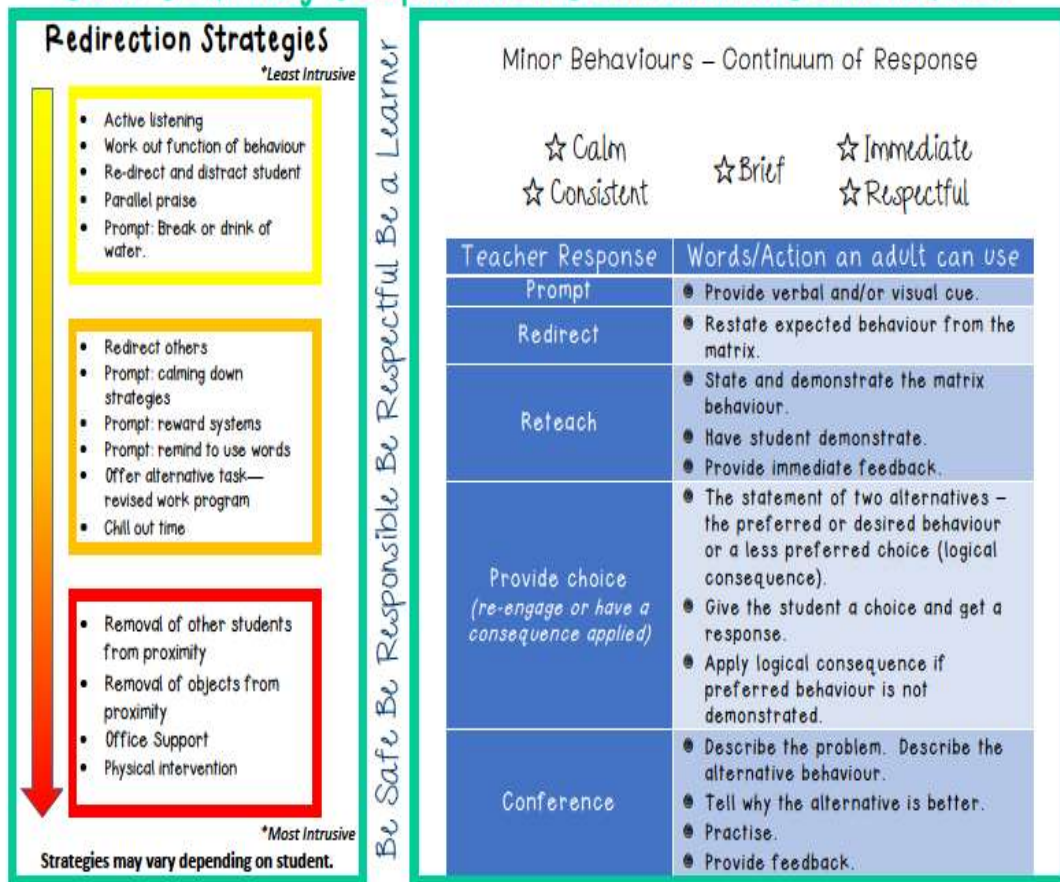 Redirection Strategies
*Least Intrusive
• Active listening
• Work out function of behaviour
• Re-direct and distract student
• Parallel praise
• Prompt: Break or drink of
water.
• Redirect others
• Prompt: calming down
strategies
• Prompt: reward systems
• Prompt: remind to use words
• Offer alternative task—
revised work program
• Chill out time
• Removal of other students
from proximity
• Removal of objects from
proximity
• Office Support
• Physical intervention
*Most Intrusive
Strategies may vary depending on student.
Be Safe Be Responsible Be Respectful Be a Learner
Minor Behaviours – Continuum of Response
☆ Calm
☆ Consistent
☆ Brief
☆ Immediate
☆ Respectful
Teacher Response
Words/Action an adult can use
Prompt
• Provide verbal and/or visual cue.
Redirect
• Restate expected behaviour from the
matrix.
Reteach
• State and demonstrate the matrix
behaviour.
• Have student demonstrate.
• Provide immediate feedback.
Provide choice
(re-engage or have a
consequence applied)
• The statement of two alternatives –
the preferred or desired behaviour
or a less preferred choice (logical
consequence).
• Give the student a choice and get a
response.
• Apply logical consequence if
preferred behaviour is not
demonstrated.
Conference
• Describe the problem. Describe the
alternative behaviour.
• Tell why the alternative is better.
• Practise.
• Provide feedback.